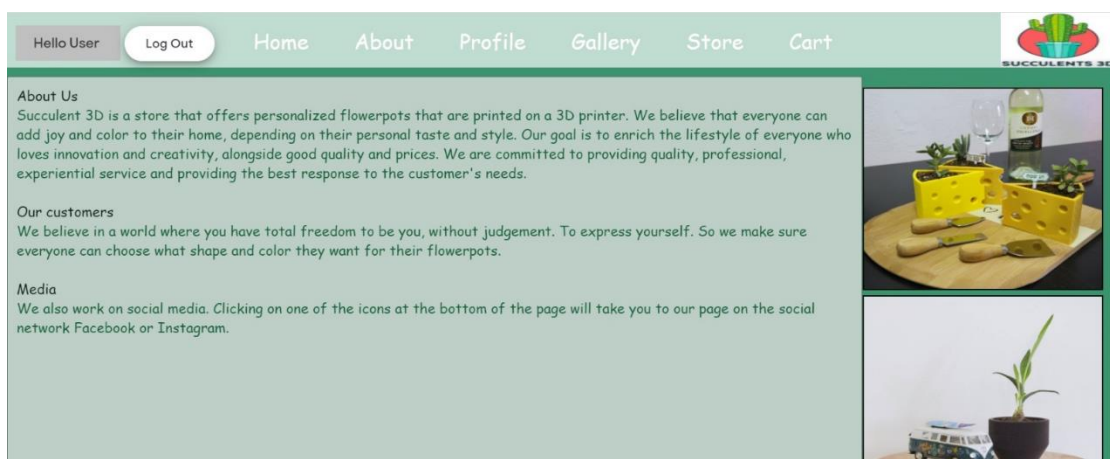 Hello User
Log Out
Home About Profile Gallery Store Cart
SUCCULENTS 3D
About Us
Succulent 3D is a store that offers personalized flowerpots that are printed on a 3D printer. We believe that everyone can
add joy and color to their home, depending on their personal taste and style. Our goal is to enrich the lifestyle of everyone who
loves innovation and creativity, alongside good quality and prices. We are committed to providing quality, professional,
experiential service and providing the best response to the customer's needs.
Our customers
We believe in a world where you have total freedom to be you, without judgement. To express yourself. So we make sure
everyone can choose what shape and color they want for their flowerpots.
Media
We also work on social media. Clicking on one of the icons at the bottom of the page will take you to our page on the social
network Facebook or Instagram.